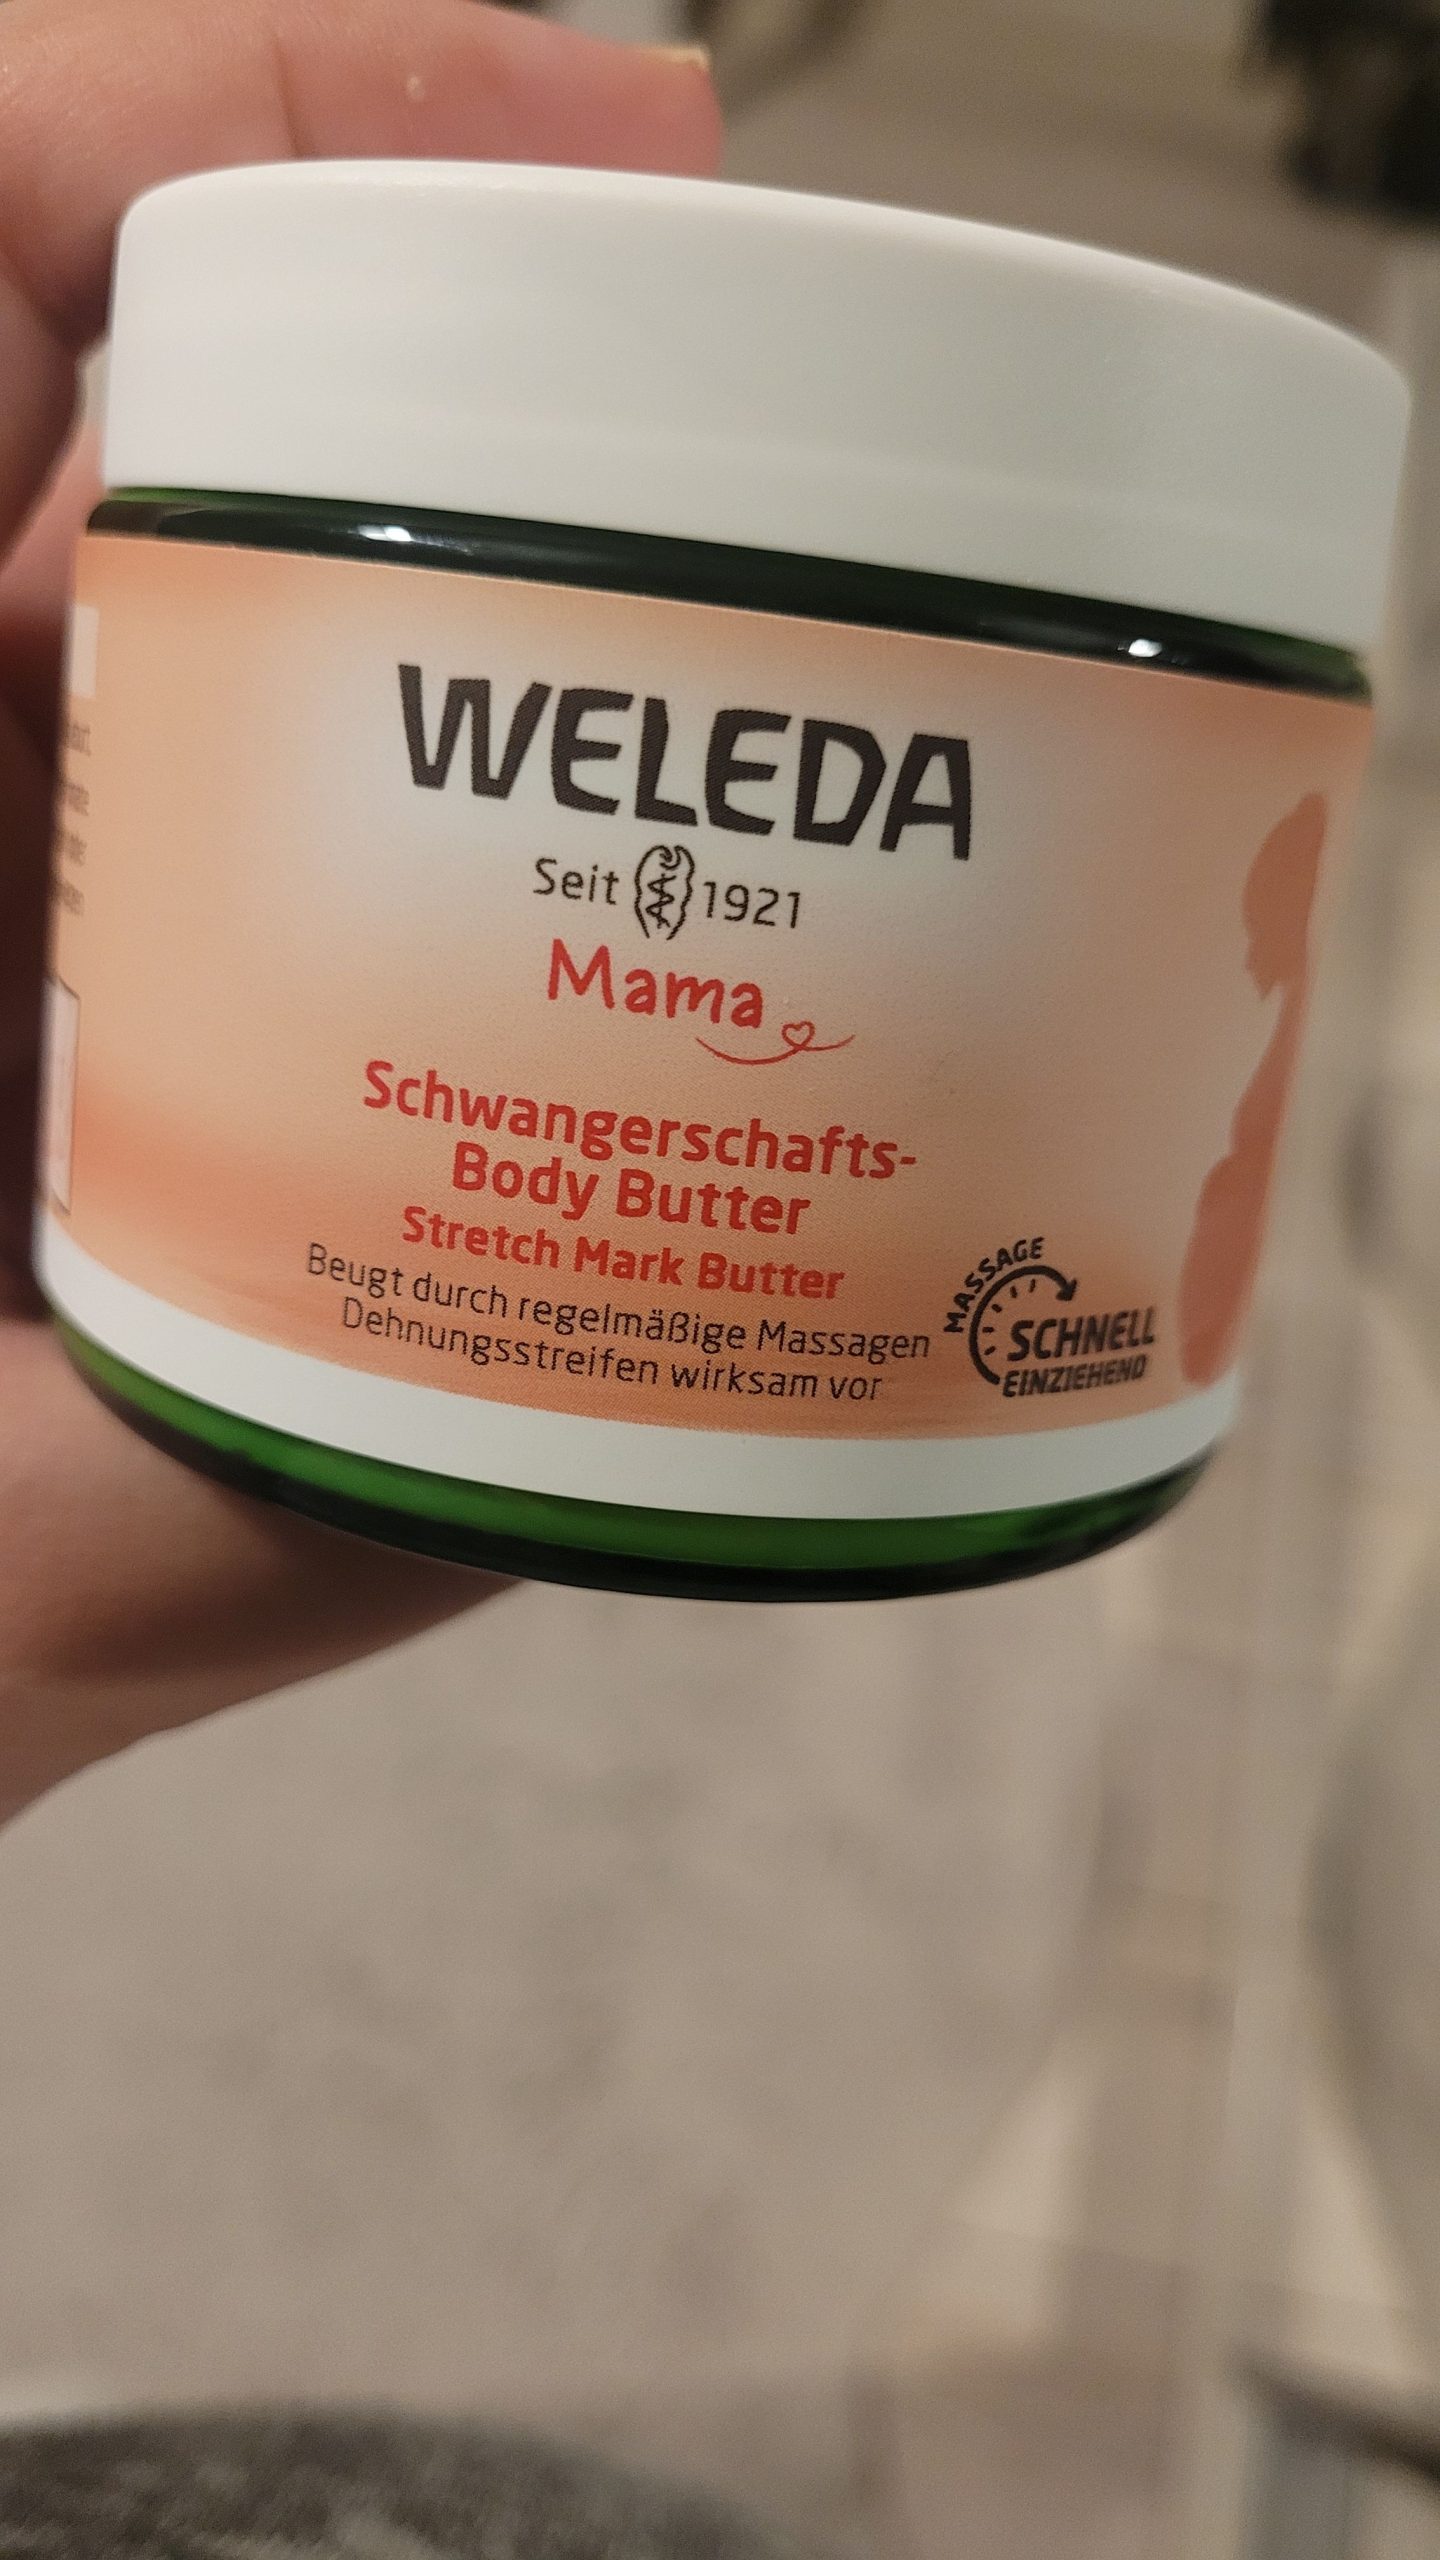 WELEDA
Seit 1921
Mama
Schwangerschafts-
Body Butter
Stretch Mark Butter
Beugt durch regelmäßige Massagen
Dehnungsstreifen wirksam vor
MASSAGE
SCHNELL
EINZIEHEND